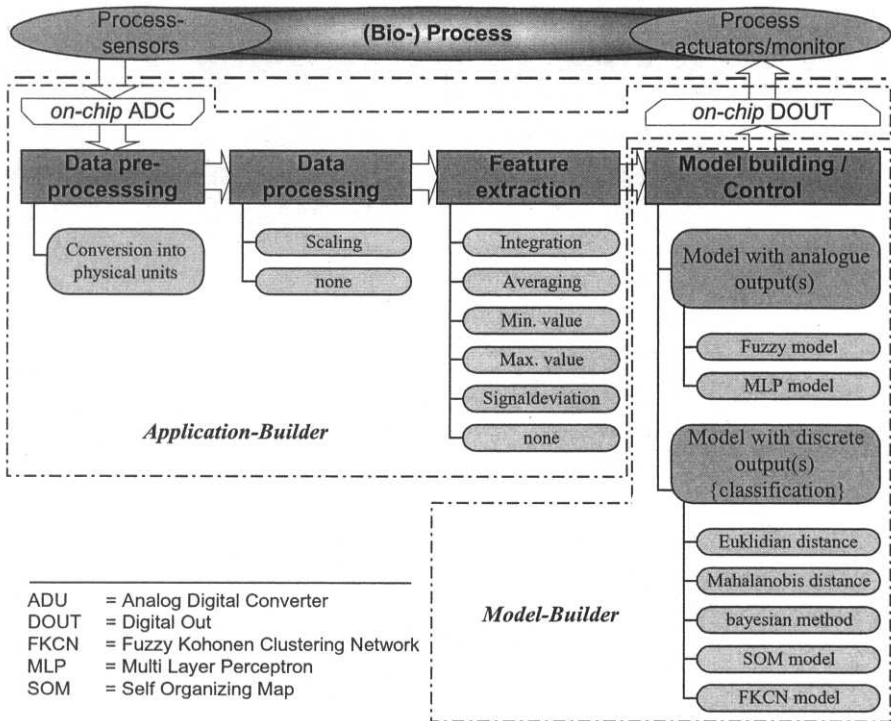 Process-
sensors
(Bio-) Process
Process
actuators/monitor
on-chip ADC
on-chip DOUT
Data pre-
processsing
Data
processing
Feature
extraction
Model building /
Control
Conversion into
physical units
Scaling
none
Integration
Averaging
Min. value
Max. value
Signaldeviation
none
Model with analogue
output(s)
Fuzzy model
MLP model
Model with discrete
output(s)
{classification}
Euklidian distance
Mahalanobis distance
bayesian method
SOM model
FKCN model
Application-Builder
Model-Builder
ADU = Analog Digital Converter
DOUT = Digital Out
FKCN = Fuzzy Kohonen Clustering Network
MLP = Multi Layer Perceptron
SOM = Self Organizing Map